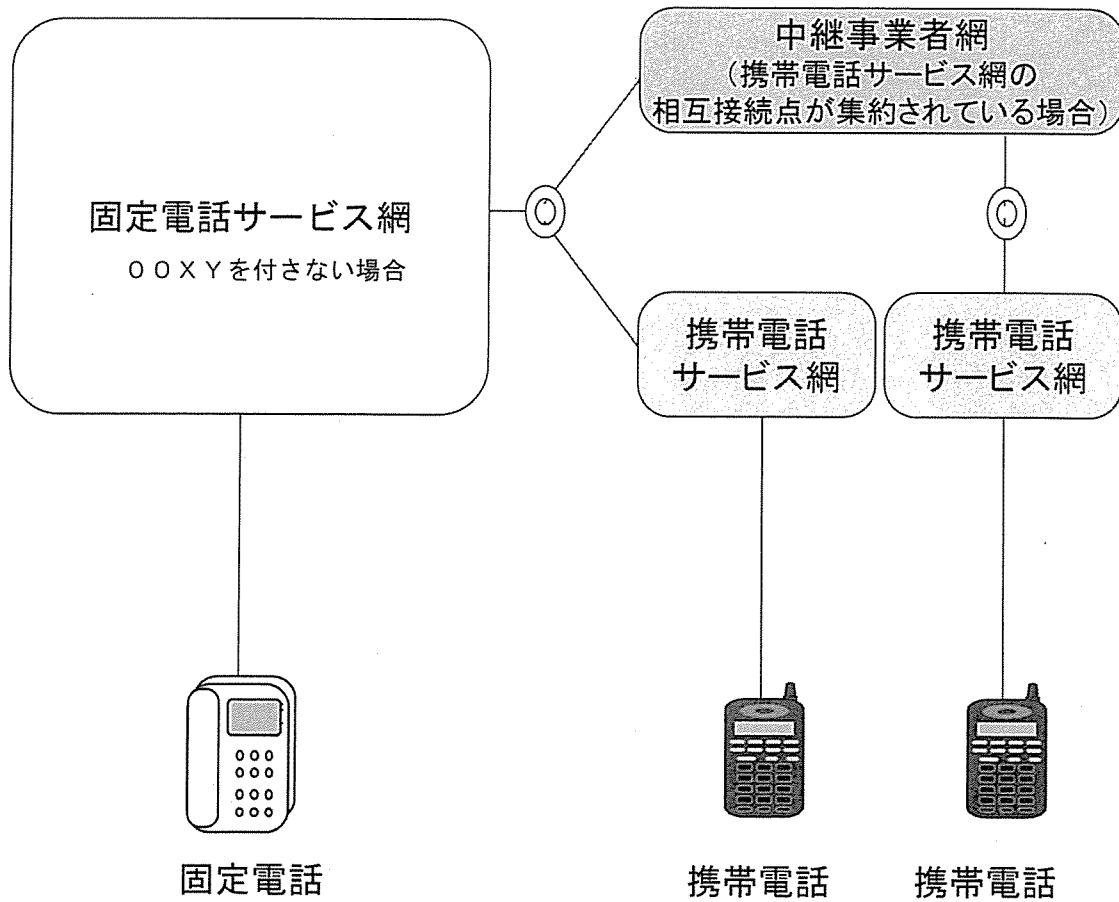 中継事業者網
（携帯電話サービス網の
相互接続点が集約されている場合）
固定電話サービス網
００ＸＹを付さない場合
携帯電話
サービス網
携帯電話
サービス網
固定電話
携帯電話
携帯電話